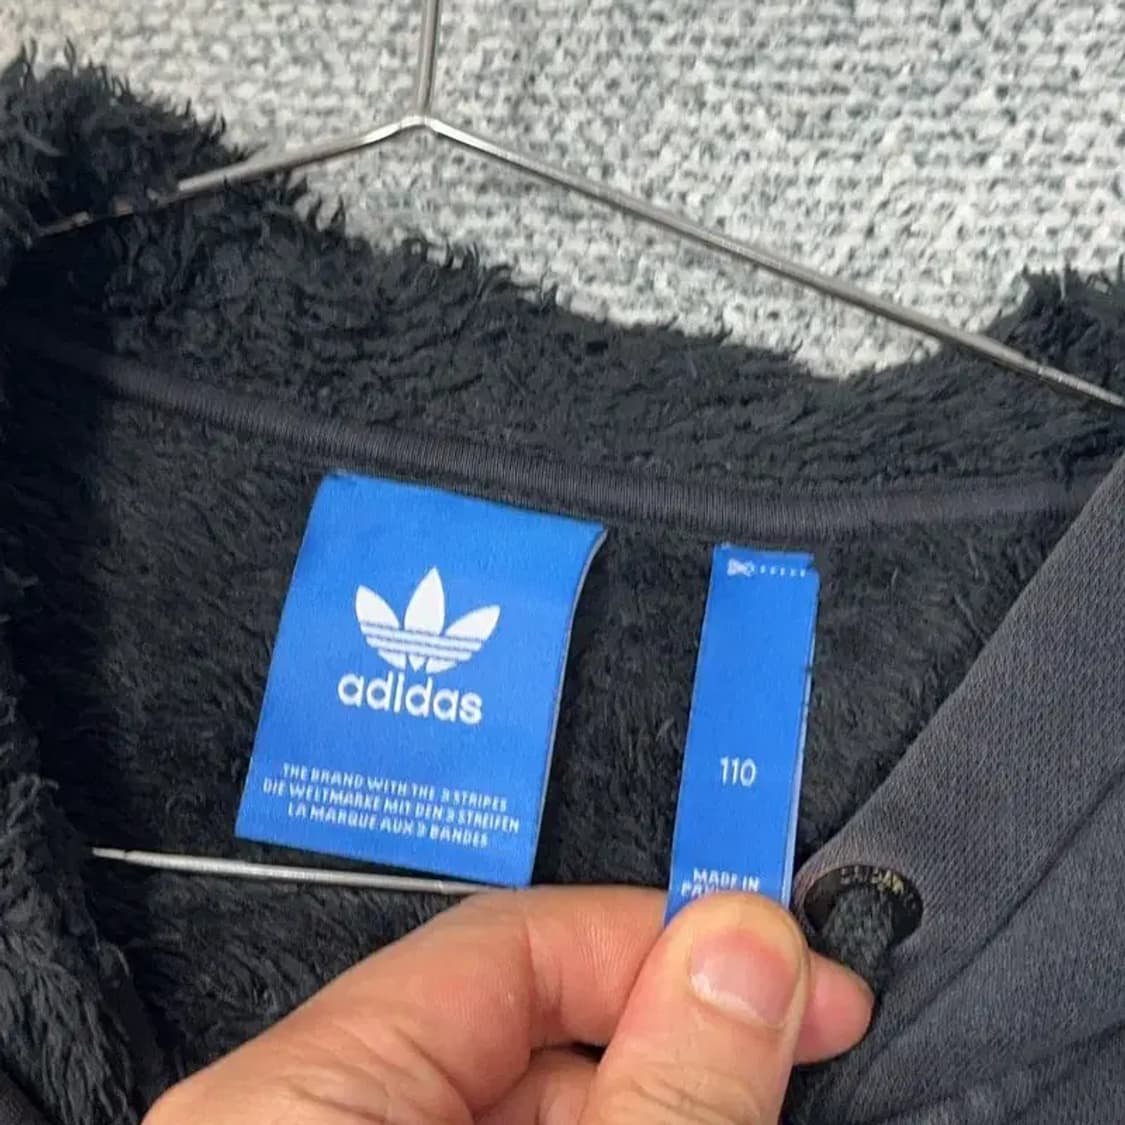 adidas
THE BRAND WITH THE 3 STRIPES
DIE WELTMARKE MIT DEN 3 STREIFEN
LA MARQUE AUX 3 BANDES
110
MADE IN